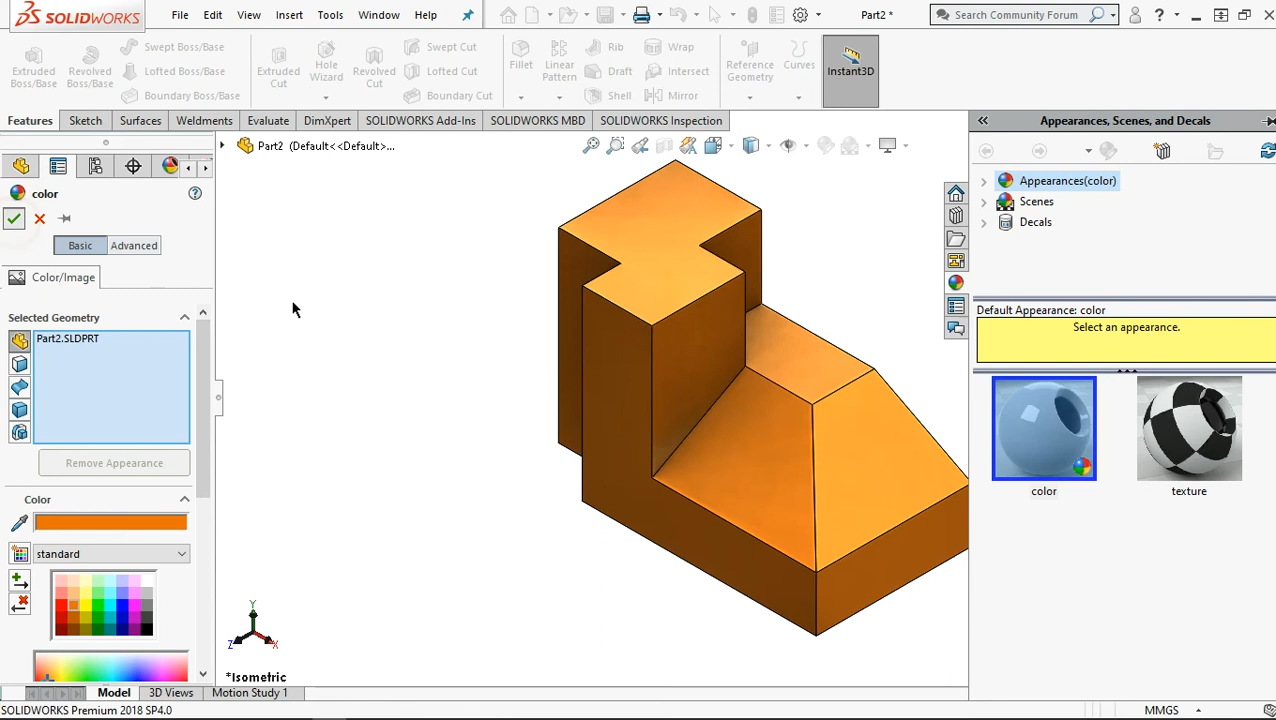 SOLIDWORKS File Edit View Insert Tools Window Help Part2 * Search Community Forum ?
Extruded Boss/Base
Revolved Boss/Base
Swept Boss/Base
Lofted Boss/Base
Boundary Boss/Base
Extruded Cut
Hole Wizard
Revolved Cut
Swept Cut
Lofted Cut
Boundary Cut
Fillet
Linear Pattern
Rib
Draft
Shell
Wrap
Intersect
Mirror
Reference Geometry
Curves
Instant3D
Features Sketch Surfaces Weldments Evaluate DimXpert SOLIDWORKS Add-Ins SOLIDWORKS MBD SOLIDWORKS Inspection
Part2 (Default<<Default>...
color
?
Basic Advanced
Color/Image
Selected Geometry
Part2.SLDPRT
Remove Appearance
Color
standard
Y
Z
X
*Isometric
Appearances, Scenes, and Decals
Appearances(color)
Scenes
Decals
Default Appearance: color
Select an appearance.
color
texture
Model 3D Views Motion Study 1
SOLIDWORKS Premium 2018 SP4.0
MMGS